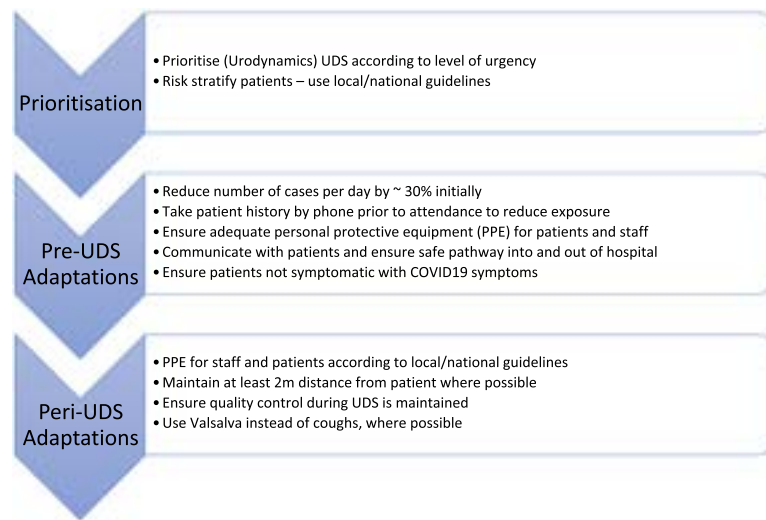 Prioritisation
• Prioritise (Urodynamics) UDS according to level of urgency
• Risk stratify patients – use local/national guidelines
Pre-UDS
Adaptations
• Reduce number of cases per day by ~ 30% initially
• Take patient history by phone prior to attendance to reduce exposure
• Ensure adequate personal protective equipment (PPE) for patients and staff
• Communicate with patients and ensure safe pathway into and out of hospital
• Ensure patients not symptomatic with COVID19 symptoms
Peri-UDS
Adaptations
• PPE for staff and patients according to local/national guidelines
• Maintain at least 2m distance from patient where possible
• Ensure quality control during UDS is maintained
• Use Valsalva instead of coughs, where possible